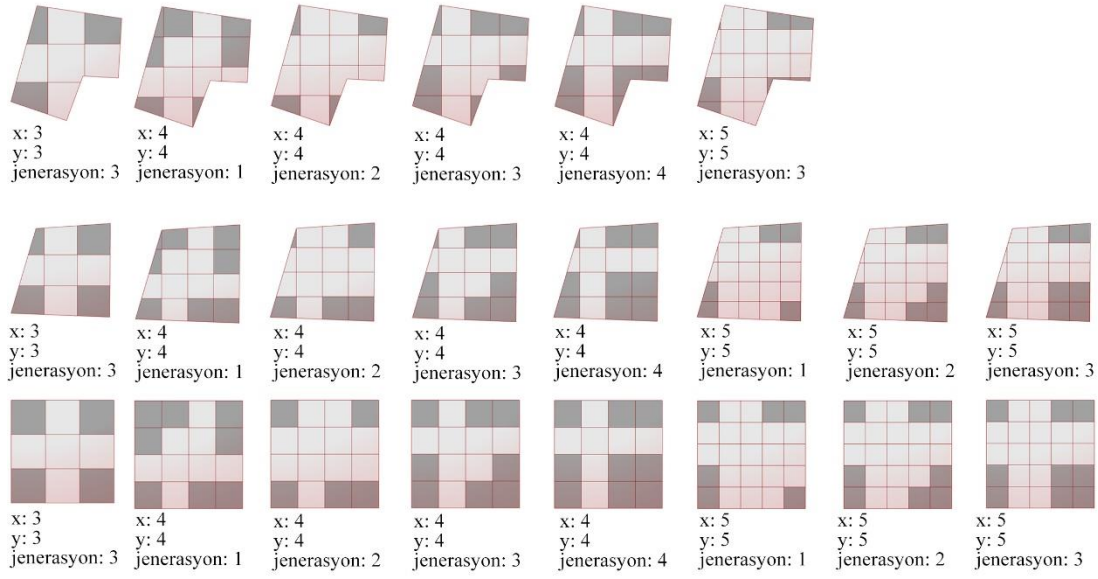 x: 3
y: 3
jenerasyon: 3
x: 4
y: 4
jenerasyon: 1
x: 4
y: 4
jenerasyon: 2
x: 4
y: 4
jenerasyon: 3
x: 4
y: 4
jenerasyon: 4
x: 5
y: 5
jenerasyon: 3
x: 3
y: 3
jenerasyon: 3
x: 4
y: 4
jenerasyon: 1
x: 4
y: 4
jenerasyon: 2
x: 4
y: 4
jenerasyon: 3
x: 4
y: 4
jenerasyon: 4
x: 5
y: 5
jenerasyon: 1
x: 5
y: 5
jenerasyon: 2
x: 5
y: 5
jenerasyon: 3
x: 3
y: 3
jenerasyon: 3
x: 4
y: 4
jenerasyon: 1
x: 4
y: 4
jenerasyon: 2
x: 4
y: 4
jenerasyon: 3
x: 4
y: 4
jenerasyon: 4
x: 5
y: 5
jenerasyon: 1
x: 5
y: 5
jenerasyon: 2
x: 5
y: 5
jenerasyon: 3